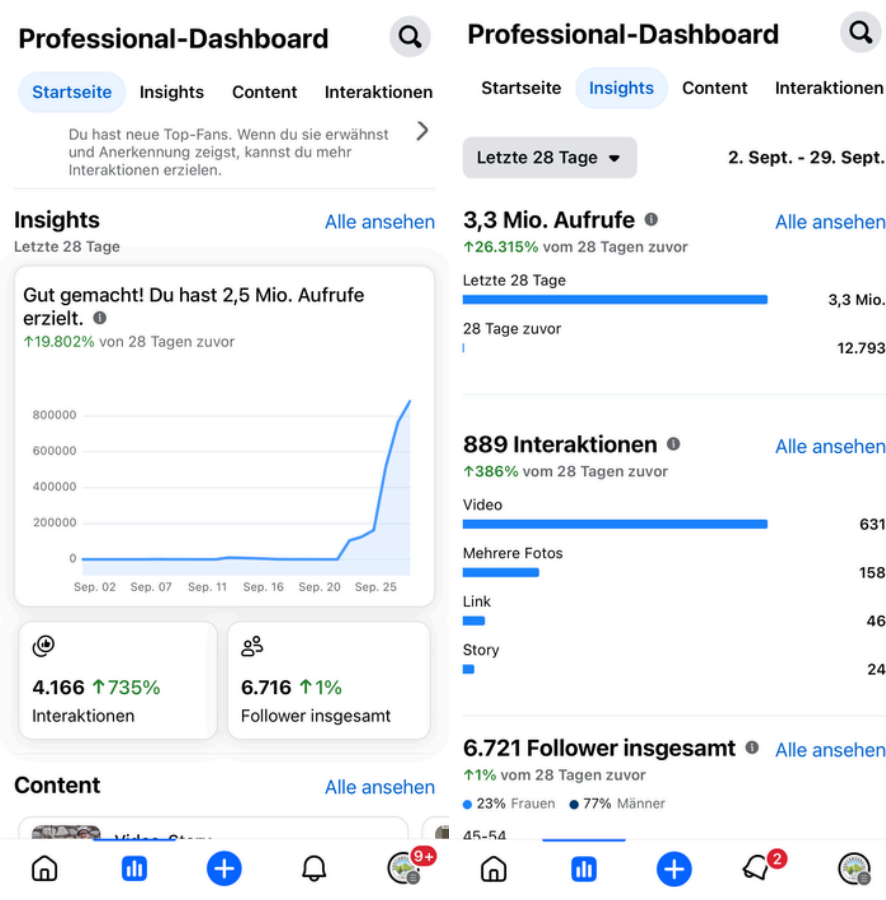 Professional-Dashboard
Startseite Insights Content Interaktionen
Du hast neue Top-Fans. Wenn du sie erwähnst
und Anerkennung zeigst, kannst du mehr
Interaktionen erzielen.
Insights Alle ansehen
Letzte 28 Tage
Gut gemacht! Du hast 2,5 Mio. Aufrufe
erzielt.
↑19.802% von 28 Tagen zuvor
800000
600000
400000
200000
0
Sep. 02 Sep. 07 Sep. 11 Sep. 16 Sep. 20 Sep. 25
4.166 ↑735%
Interaktionen
6.716 ↑1%
Follower insgesamt
Content Alle ansehen
9+
Professional-Dashboard
Startseite Insights Content Interaktionen
Letzte 28 Tage 2. Sept. - 29. Sept.
3,3 Mio. Aufrufe Alle ansehen
↑26.315% vom 28 Tagen zuvor
Letzte 28 Tage
3,3 Mio.
28 Tage zuvor
12.793
889 Interaktionen Alle ansehen
↑386% vom 28 Tagen zuvor
Video
631
Mehrere Fotos
158
Link
46
Story
24
6.721 Follower insgesamt Alle ansehen
↑1% vom 28 Tagen zuvor
23% Frauen 77% Männer
45-54
2